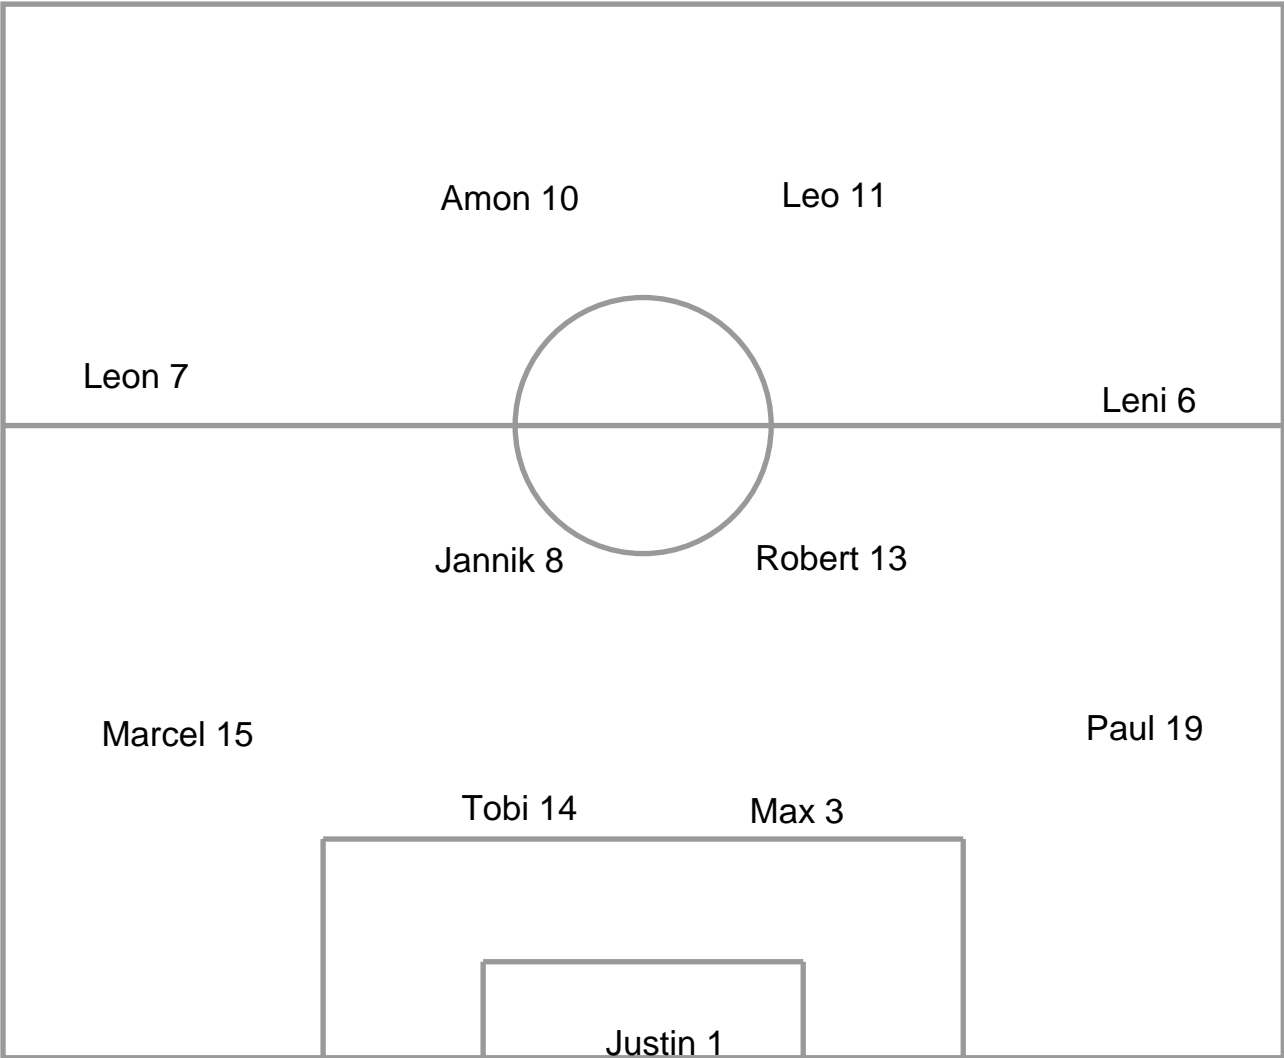 Amon 10
Leo 11
Leon 7
Leni 6
Jannik 8
Robert 13
Marcel 15
Paul 19
Tobi 14
Max 3
Justin 1